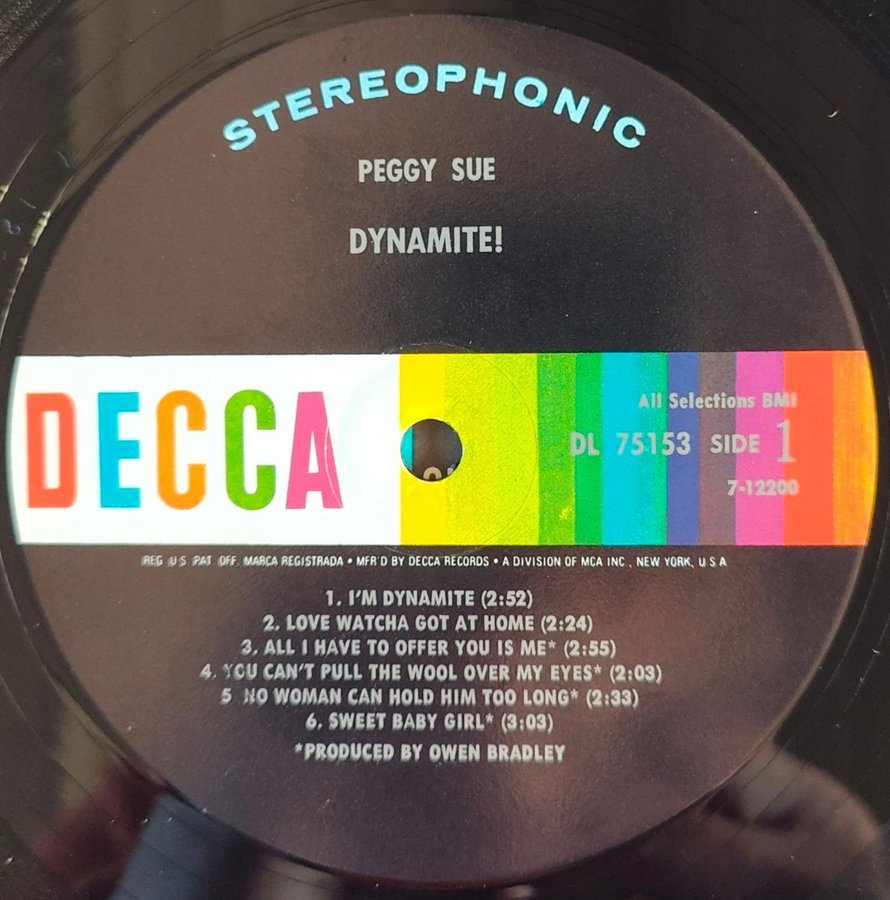 STEREOPHONIC
PEGGY SUE
DYNAMITE!
DECCA
All Selections BMI
DL 75153 SIDE 1
7-12200
REG U S PAT OFF MARCA REGISTRADA • MFR'D BY DECCA RECORDS • A DIVISION OF MCA INC., NEW YORK, U S A
1. I'M DYNAMITE (2:52)
2. LOVE WATCHA GOT AT HOME (2:24)
3. ALL I HAVE TO OFFER YOU IS ME* (2:55)
4. YOU CAN'T PULL THE WOOL OVER MY EYES* (2:03)
5 NO WOMAN CAN HOLD HIM TOO LONG* (2:33)
6. SWEET BABY GIRL* (3:03)
*PRODUCED BY OWEN BRADLEY